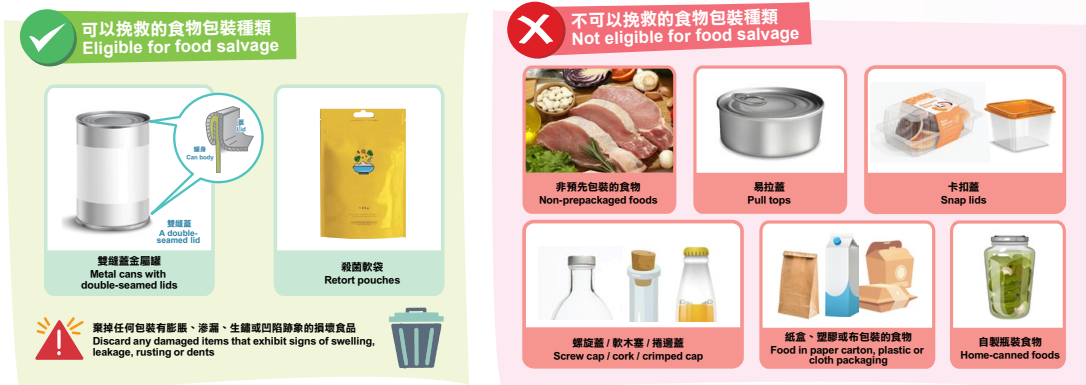 可以挽救的食物包裝種類
Eligible for food salvage
蓋
Lid
罐身
Can body
雙縫蓋
A double-
seamed lid
雙縫蓋金屬罐
Metal cans with
double-seamed lids
殺菌軟袋
Retort pouches
棄掉任何包裝有膨脹、滲漏、生鏽或凹陷跡象的損壞食品
Discard any damaged items that exhibit signs of swelling,
leakage, rusting or dents
不可以挽救的食物包裝種類
Not eligible for food salvage
非預先包裝的食物
Non-prepackaged foods
易拉蓋
Pull tops
卡扣蓋
Snap lids
螺旋蓋 / 軟木塞 / 捲邊蓋
Screw cap / cork / crimped cap
紙盒、塑膠或布包裝的食物
Food in paper carton, plastic or
cloth packaging
自製瓶裝食物
Home-canned foods